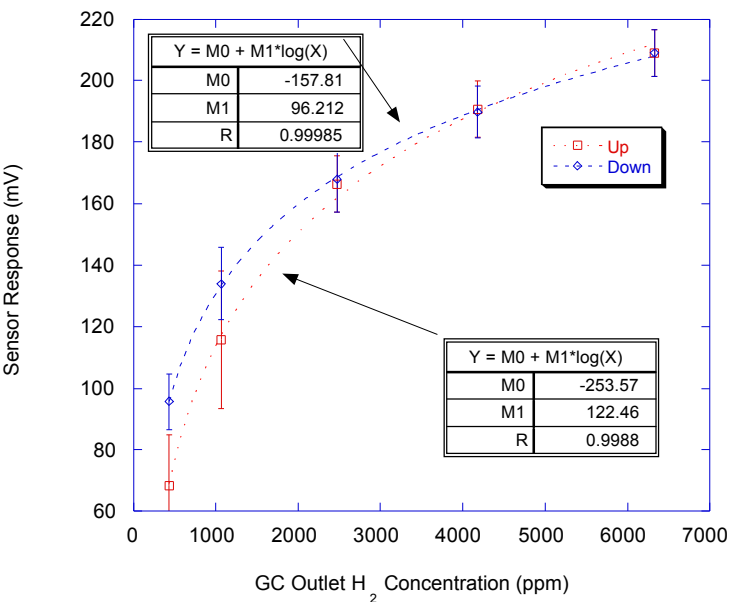 220
200
180
160
140
120
100
80
60
Sensor Response (mV)
Y = M0 + M1*log(X)
M0 -157.81
M1 96.212
R 0.99985
Up
Down
Y = M0 + M1*log(X)
M0 -253.57
M1 122.46
R 0.9988
0 1000 2000 3000 4000 5000 6000 7000
GC Outlet H2 Concentration (ppm)